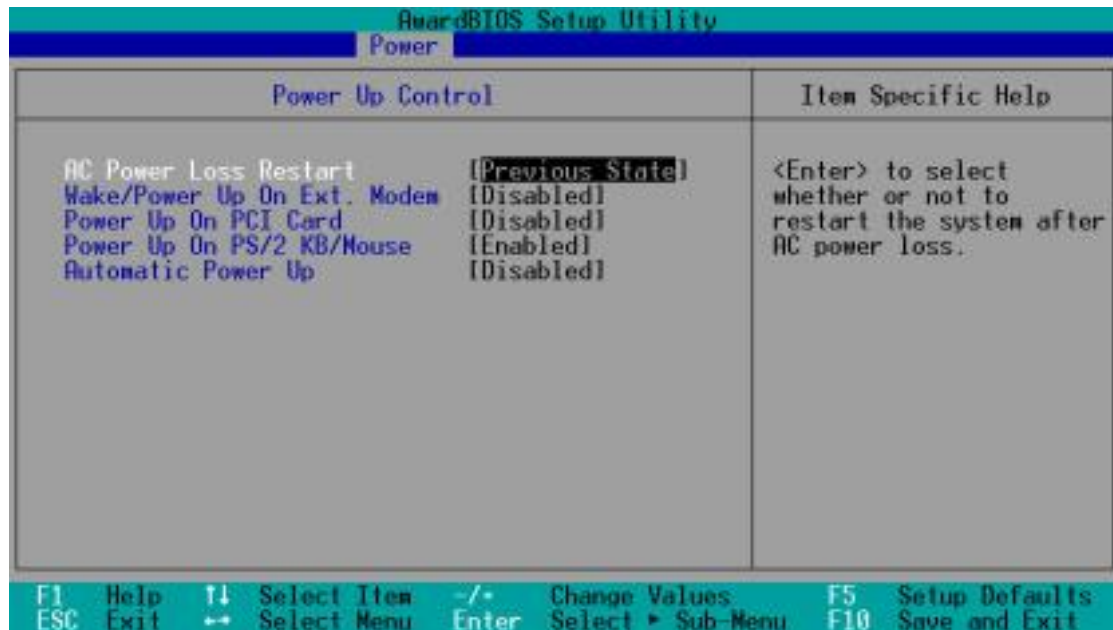 AwardBIOS Setup Utility
Power
Power Up Control
Item Specific Help
AC Power Loss Restart [Previous State]
Wake/Power Up On Ext. Modem [Disabled]
Power Up On PCI Card [Disabled]
Power Up On PS/2 KB/Mouse [Enabled]
Automatic Power Up [Disabled]
<Enter> to select
whether or not to
restart the system after
AC power loss.
F1 Help ↑↓ Select Item -/+ Change Values F5 Setup Defaults
ESC Exit ←→ Select Menu Enter Select ► Sub-Menu F10 Save and Exit